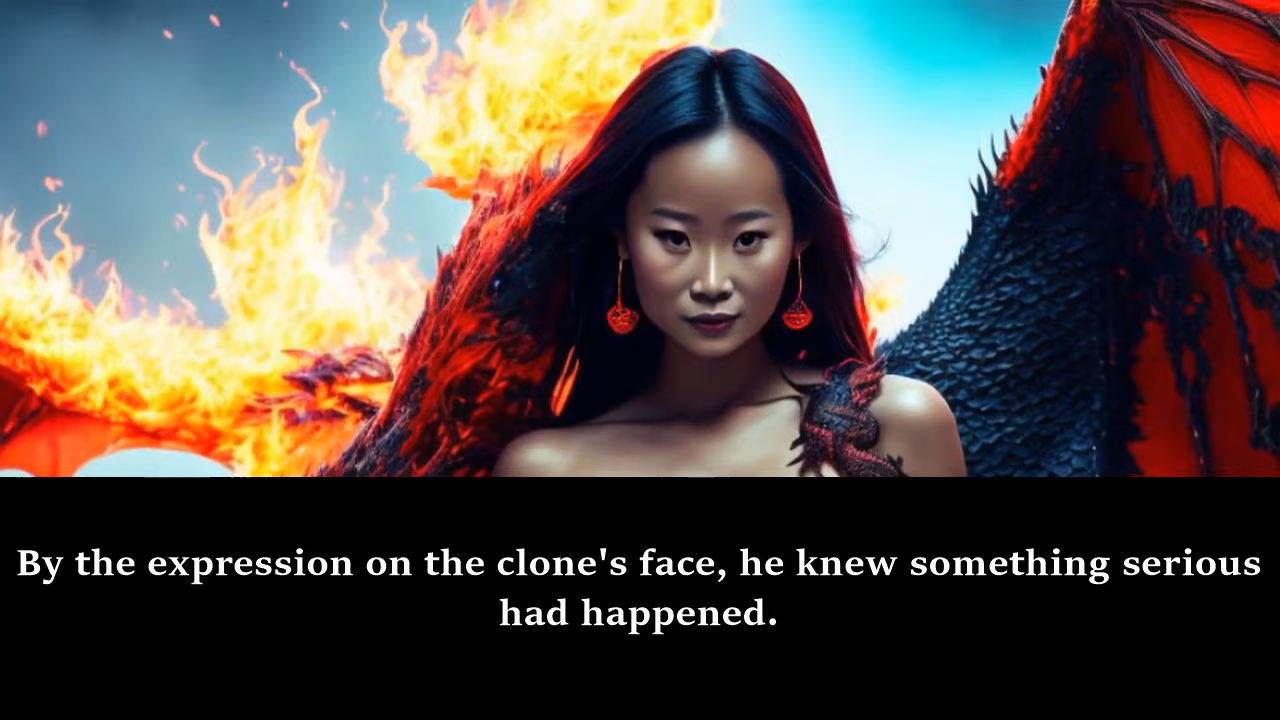 By the expression on the clone's face, he knew something serious
had happened.